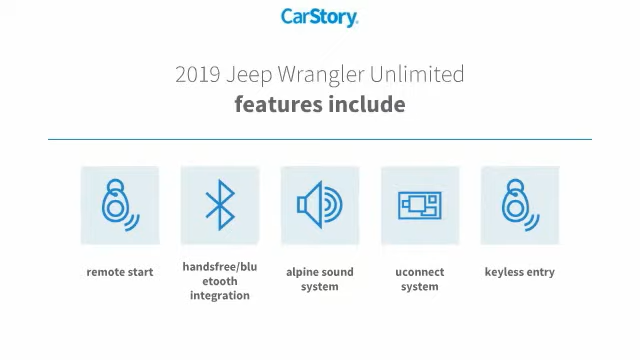 CarStory.
2019 Jeep Wrangler Unlimited
features include
remote start
handsfree/blu
etooth
integration
alpine sound
system
uconnect
system
keyless entry